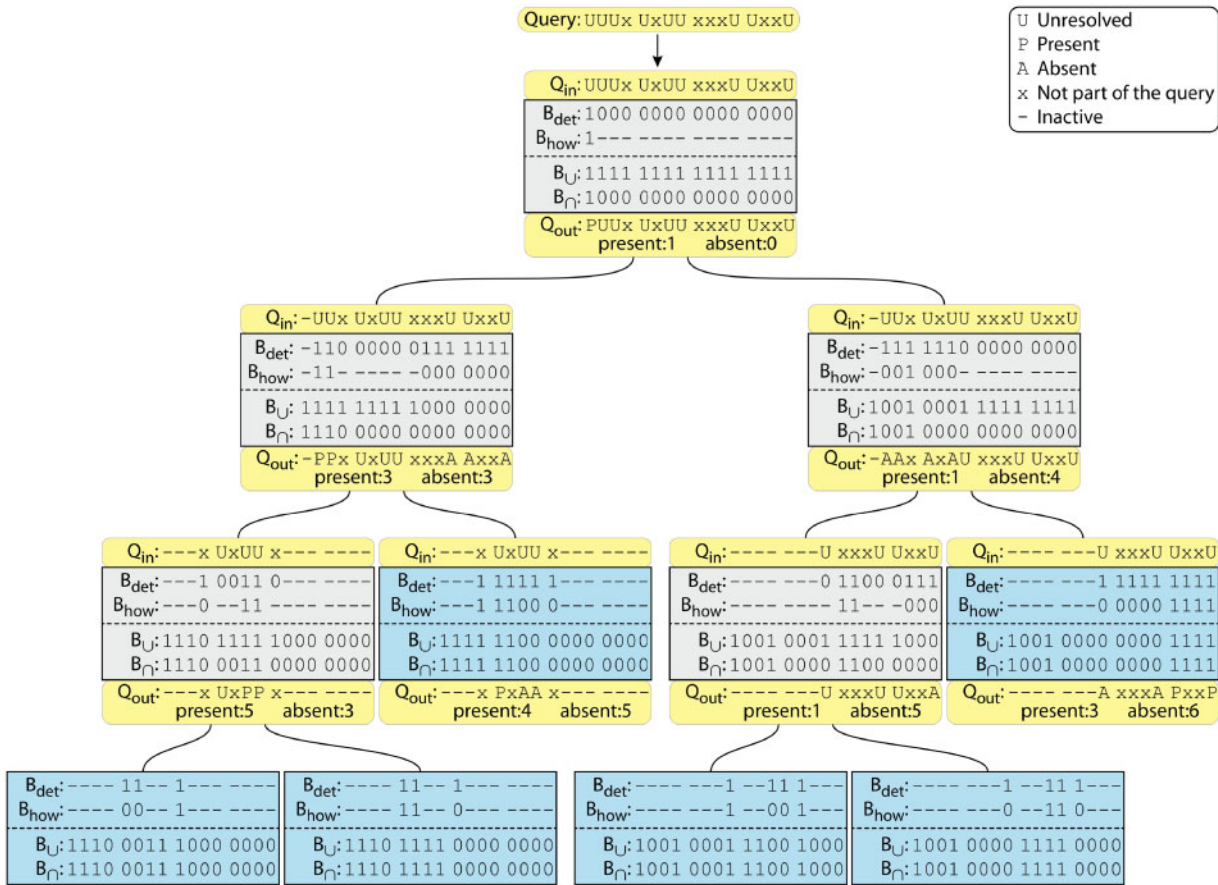 Query: UUUx UxUU xxxU UxxU
U Unresolved
P Present
A Absent
x Not part of the query
- Inactive
Qin: UUUx UxUU xxxU UxxU
Bdet: 1000 0000 0000 0000
Bhow: 1--- ---- ---- ----
B∪: 1111 1111 1111 1111
B∩: 1000 0000 0000 0000
Qout: PUUx UxUU xxxU UxxU
present:1 absent:0
Qin: -UUx UxUU xxxU UxxU
Bdet: -110 0000 0111 1111
Bhow: -11- ---- -000 0000
B∪: 1111 1111 1000 0000
B∩: 1110 0000 0000 0000
Qout: -PPx UxUU xxxA AxxA
present:3 absent:3
Qin: -UUx UxUU xxxU UxxU
Bdet: -111 1110 0000 0000
Bhow: -001 000- ---- ----
B∪: 1001 0001 1111 1111
B∩: 1001 0000 0000 0000
Qout: -AAx AxAU xxxU UxxU
present:1 absent:4
Qin: ---x UxUU x--- ----
Bdet: ---1 0011 0--- ----
Bhow: ---0 --11 ---- ----
B∪: 1110 1111 1000 0000
B∩: 1110 0011 0000 0000
Qout: ---x UxPP x--- ----
present:5 absent:3
Qin: ---x UxUU x--- ----
Bdet: ---1 1111 1--- ----
Bhow: ---1 1100 0--- ----
B∪: 1111 1100 0000 0000
B∩: 1111 1100 0000 0000
Qout: ---x PxAA x--- ----
present:4 absent:5
Qin: ---- ---U xxxU UxxU
Bdet: ---- ---0 1100 0111
Bhow: ---- ---- 11-- -000
B∪: 1001 0001 1111 1000
B∩: 1001 0000 1100 0000
Qout: ---- ---U xxxU UxxA
present:1 absent:5
Qin: ---- ---U xxxU UxxU
Bdet: ---- ---1 1111 1111
Bhow: ---- ---0 0000 1111
B∪: 1001 0000 0000 1111
B∩: 1001 0000 0000 1111
Qout: ---- ---A xxxA PxxP
present:3 absent:6
Bdet: ---- 11-- 1--- ----
Bhow: ---- 00-- 1--- ----
B∪: 1110 0011 1000 0000
B∩: 1110 0011 1000 0000
Bdet: ---- 11-- 1--- ----
Bhow: ---- 11-- 0--- ----
B∪: 1110 1111 0000 0000
B∩: 1110 1111 0000 0000
Bdet: ---- ---1 --11 1---
Bhow: ---- ---1 --00 1---
B∪: 1001 0001 1100 1000
B∩: 1001 0001 1100 1000
Bdet: ---- ---1 --11 1---
Bhow: ---- ---0 --11 0---
B∪: 1001 0000 1111 0000
B∩: 1001 0000 1111 0000